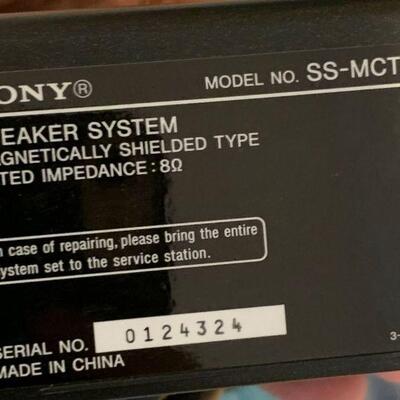 ONY®
MODEL NO. SS-MCT
EAKER SYSTEM
AGNETICALLY SHIELDED TYPE
TED IMPEDANCE : 8Ω
n case of repairing, please bring the entire
ystem set to the service station.
SERIAL NO. 0124324
MADE IN CHINA
3-